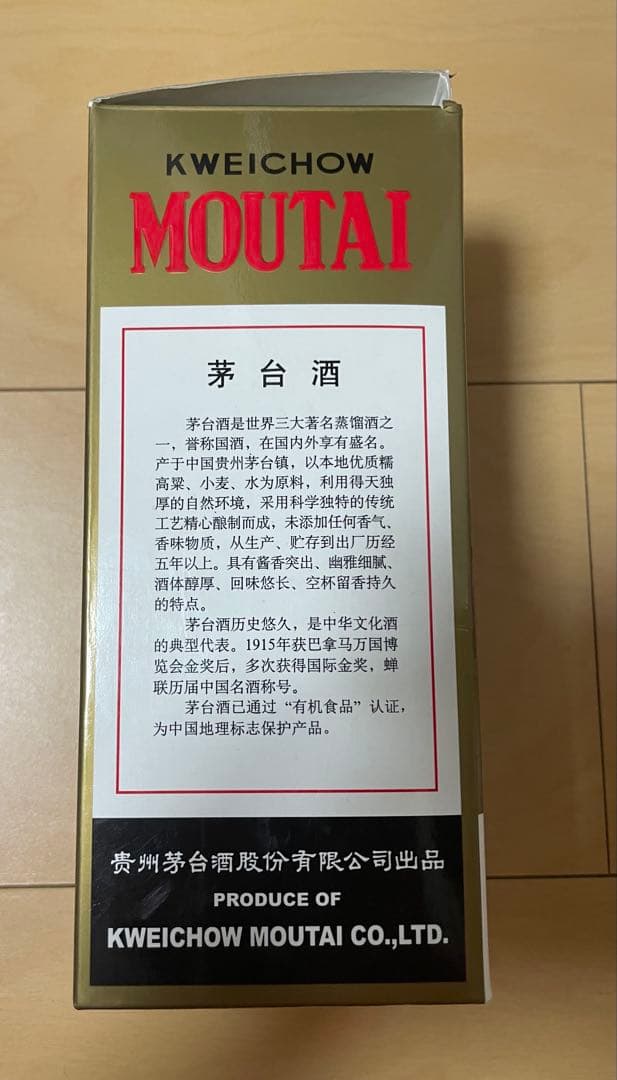 KWEICHOW
MOUTAI
茅台酒
茅台酒是世界三大著名蒸馏酒之
一，誉称国酒，在国内外享有盛名。
产于中国贵州茅台镇，以本地优质糯
高粱、小麦、水为原料，利用得天独
厚的自然环境，采用科学独特的传统
工艺精心酿制而成，未添加任何香气、
香味物质，从生产、贮存到出厂历经
五年以上。具有酱香突出、幽雅细腻、
酒体醇厚、回味悠长、空杯留香持久
的特点。
茅台酒历史悠久，是中华文化酒
的典型代表。1915年获巴拿马万国博
览会金奖后，多次获得国际金奖，蝉
联历届中国名酒称号。
茅台酒已通过“有机食品”认证，
为中国地理标志保护产品。
贵州茅台酒股份有限公司出品
PRODUCE OF
KWEICHOW MOUTAI CO.,LTD.